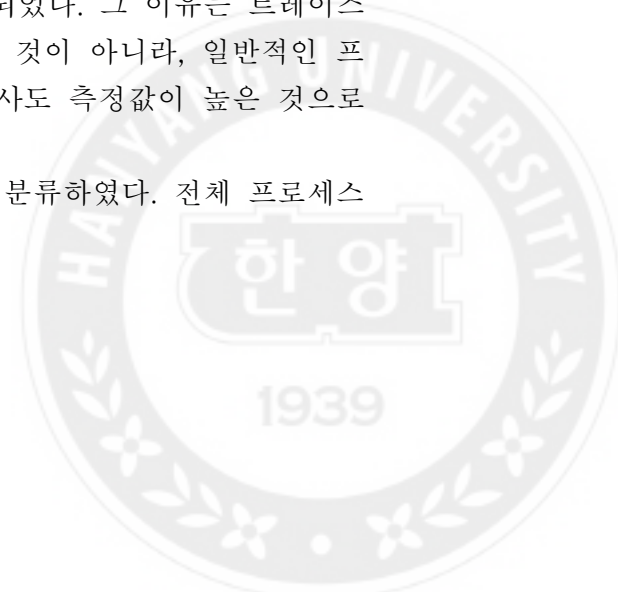 되었다. 그 이유는 트레이스
것이 아니라, 일반적인 프
사도 측정값이 높은 것으로
분류하였다. 전체 프로세스
HANYANG UNIVERSITY
한양
1939